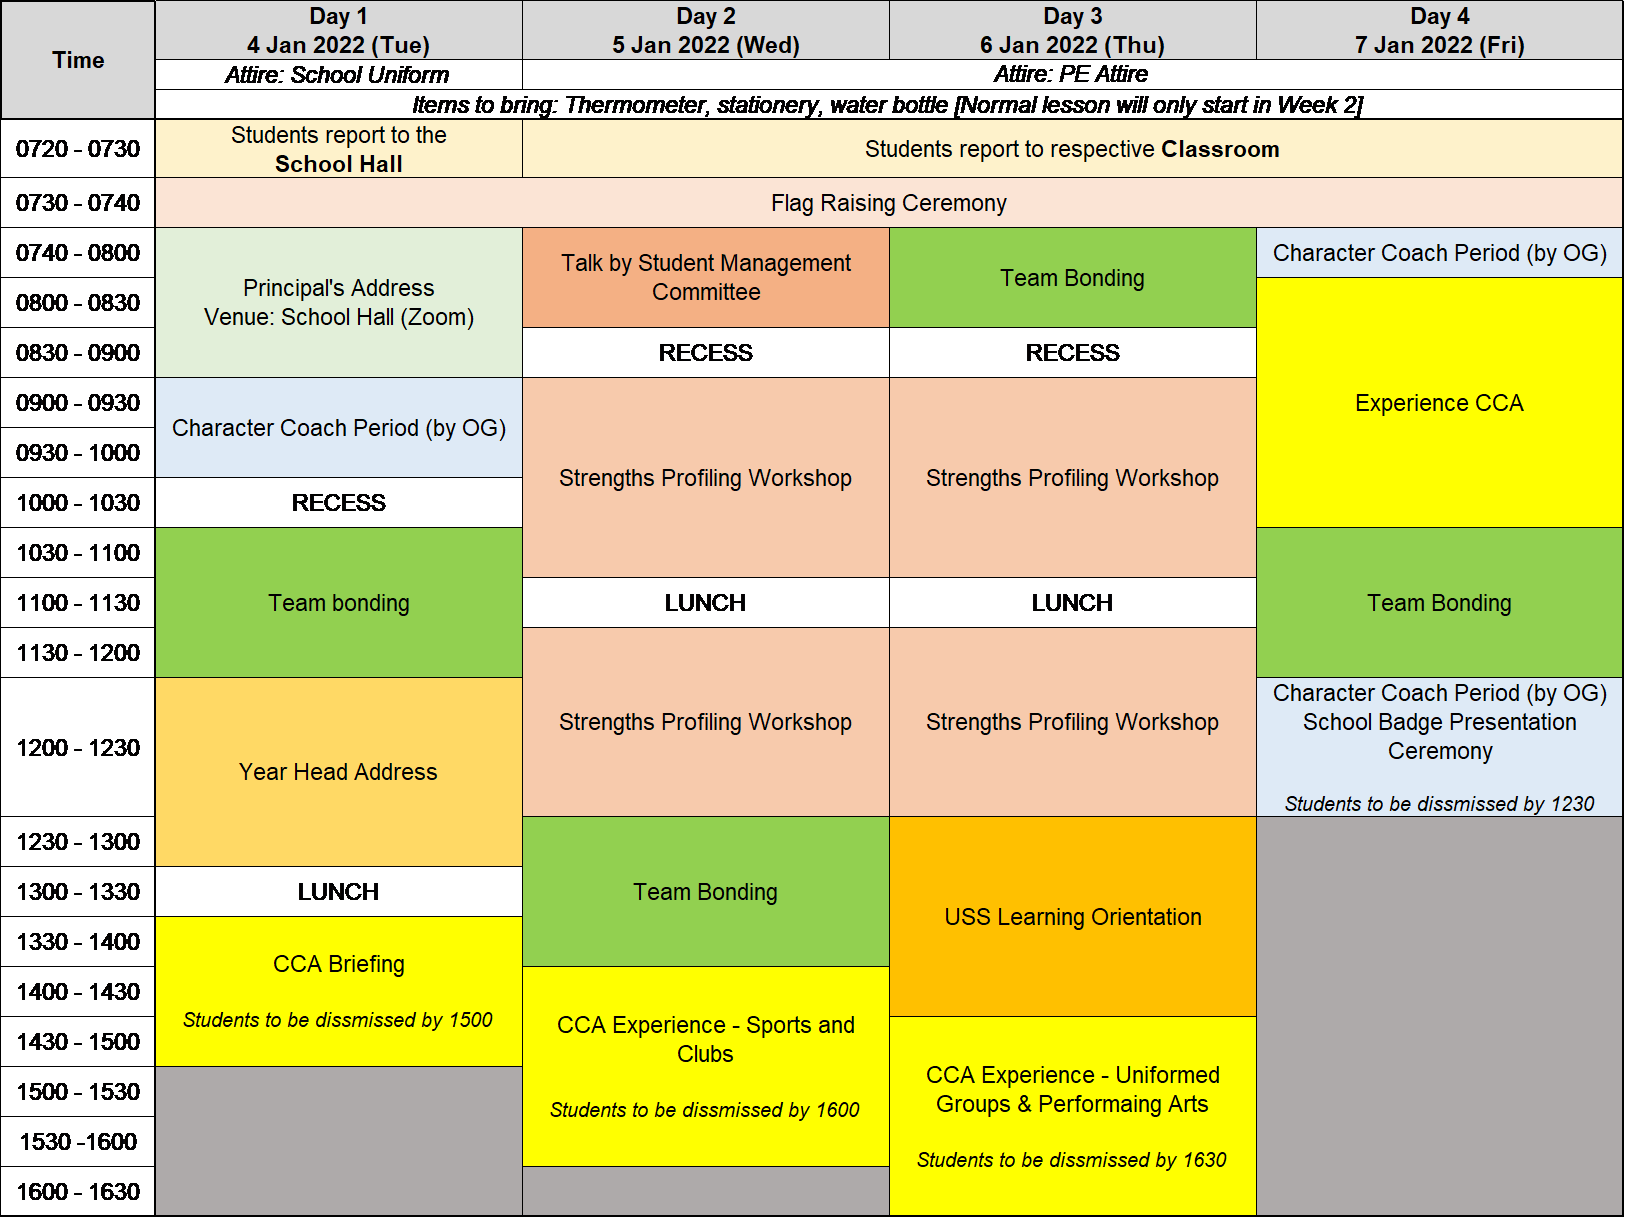 Time
Day 1
4 Jan 2022 (Tue)
Day 2
5 Jan 2022 (Wed)
Day 3
6 Jan 2022 (Thu)
Day 4
7 Jan 2022 (Fri)
Attire: School Uniform
Attire: PE Attire
Items to bring: Thermometer, stationery, water bottle [Normal lesson will only start in Week 2]
0720 - 0730
Students report to the
School Hall
Students report to respective Classroom
0730 - 0740
Flag Raising Ceremony
0740 - 0800
Principal's Address
Venue: School Hall (Zoom)
Talk by Student Management
Committee
Team Bonding
Character Coach Period (by OG)
0800 - 0830
Experience CCA
0830 - 0900
RECESS
RECESS
0900 - 0930
Character Coach Period (by OG)
Strengths Profiling Workshop
Strengths Profiling Workshop
0930 - 1000
1000 - 1030
RECESS
1030 - 1100
Team bonding
Team Bonding
1100 - 1130
LUNCH
LUNCH
1130 - 1200
Strengths Profiling Workshop
Strengths Profiling Workshop
1200 - 1230
Year Head Address
Character Coach Period (by OG)
School Badge Presentation
Ceremony
Students to be dissmissed by 1230
1230 - 1300
Team Bonding
USS Learning Orientation
1300 - 1330
LUNCH
1330 - 1400
CCA Briefing
Students to be dissmissed by 1500
1400 - 1430
CCA Experience - Sports and
Clubs
Students to be dissmissed by 1600
1430 - 1500
CCA Experience - Uniformed
Groups & Performaing Arts
Students to be dissmissed by 1630
1500 - 1530
1530 -1600
1600 - 1630